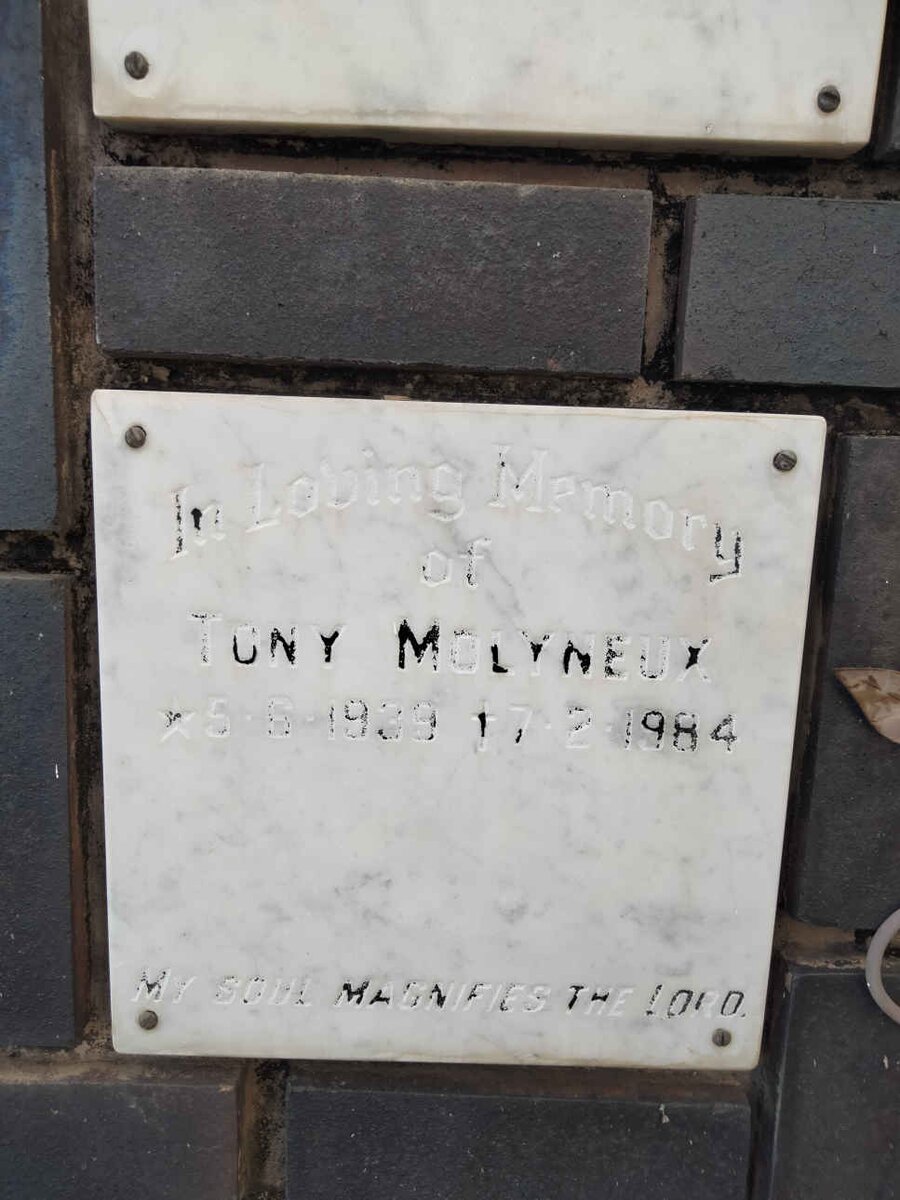 In Loving Memory
of
TONY MOLYNEUX
★5·6·1939 †7·2·1984
MY SOUL MAGNIFIES THE LORD.